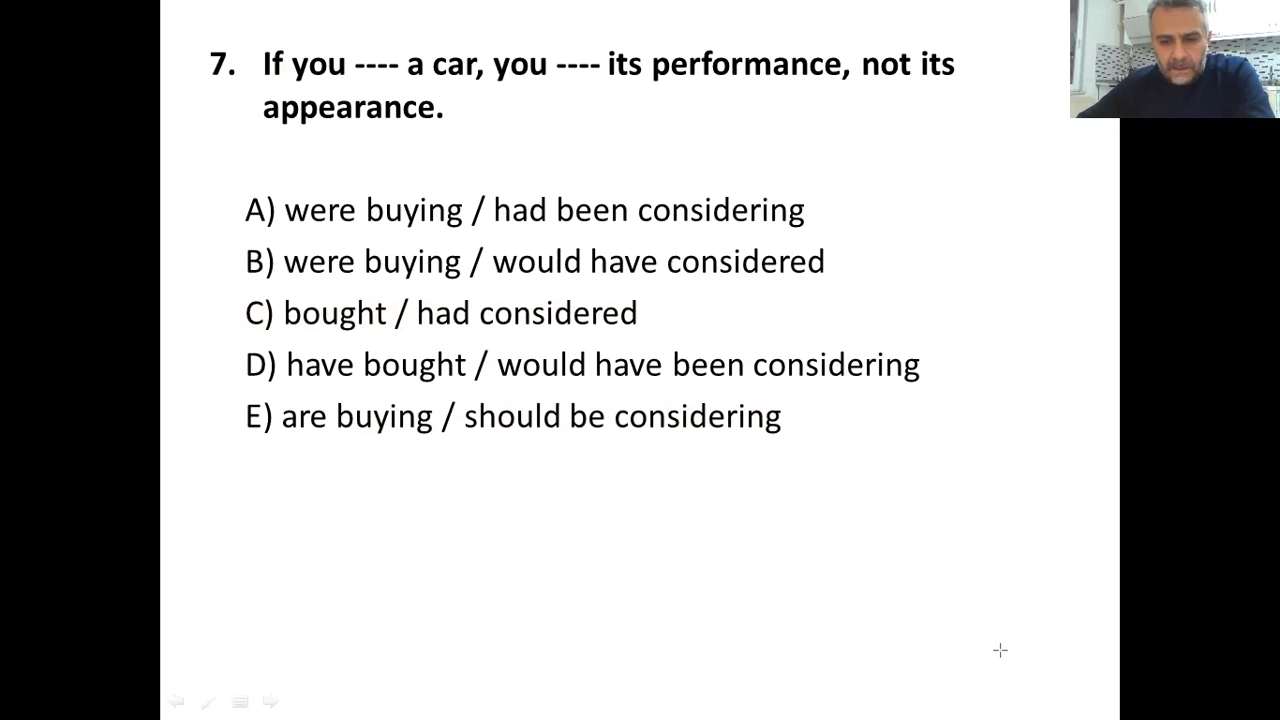 7. If you ---- a car, you ---- its performance, not its
appearance.
A) were buying / had been considering
B) were buying / would have considered
C) bought / had considered
D) have bought / would have been considering
E) are buying / should be considering